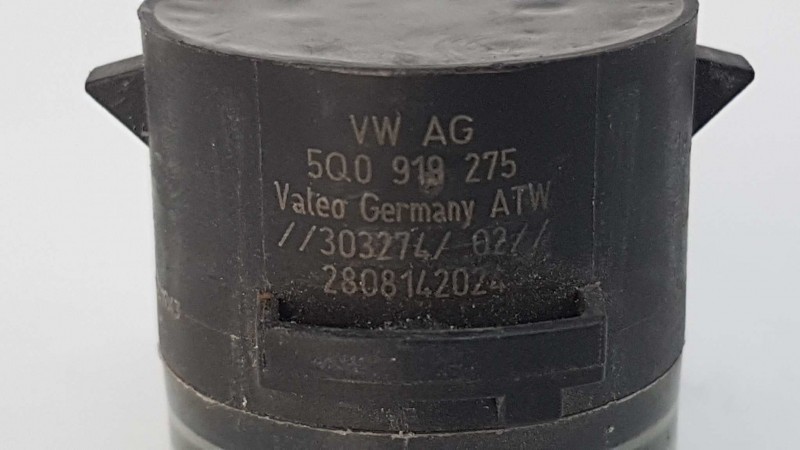 VW AG
5Q0 919 275
Valeo Germany ATW
//303274/ 02//
2808142024